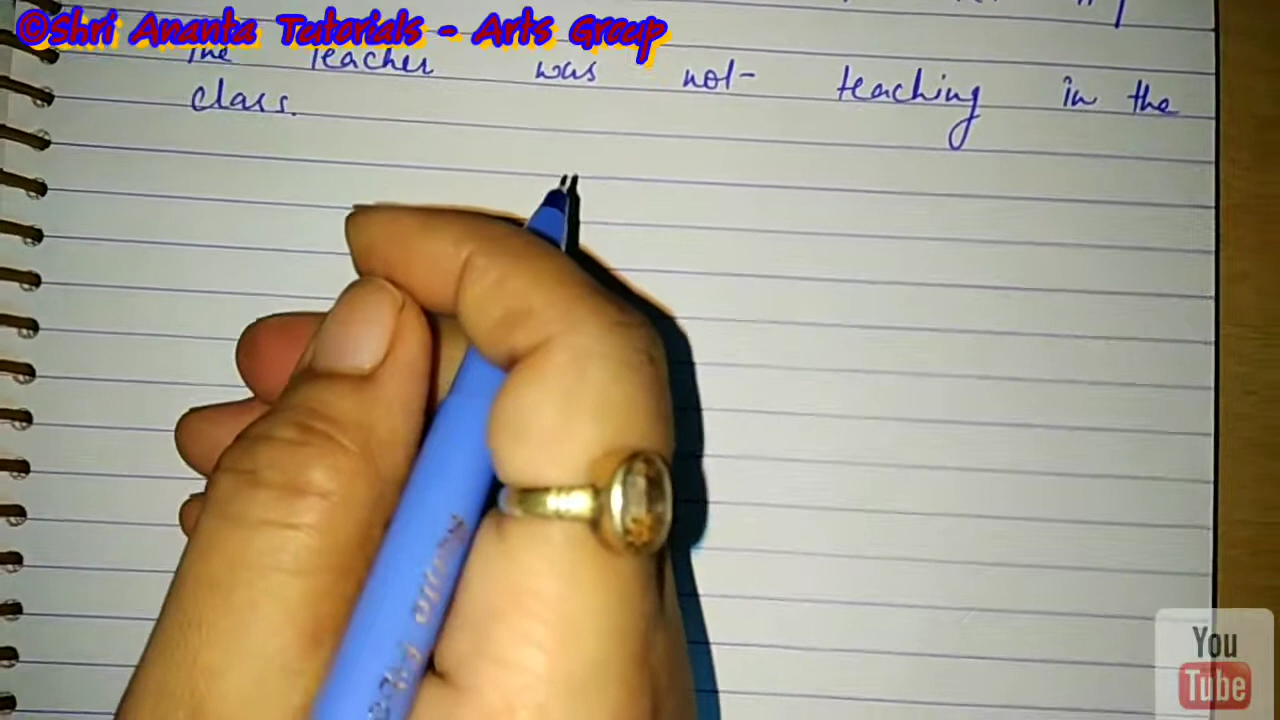 ©Shri Ananta Tutorials - Arts Group
The teacher was not teaching in the
class.
You
Tube